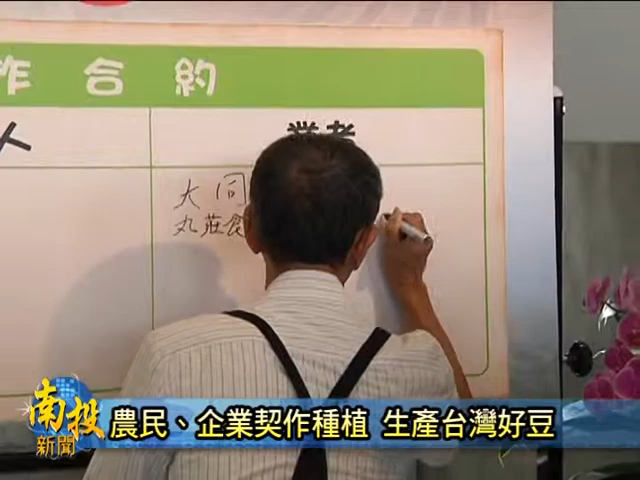 作合約
人
業者
大同
丸莊食
南投
新聞
農民、企業契作種植 生產台灣好豆